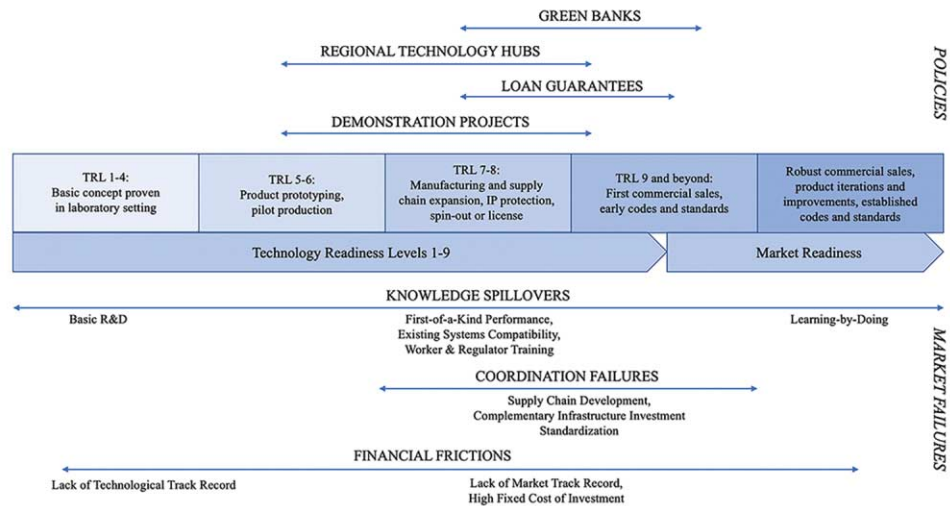 GREEN BANKS
REGIONAL TECHNOLOGY HUBS
LOAN GUARANTEES
DEMONSTRATION PROJECTS
POLICIES
TRL 1-4:
Basic concept proven
in laboratory setting
TRL 5-6:
Product prototyping,
pilot production
TRL 7-8:
Manufacturing and supply
chain expansion, IP protection,
spin-out or license
TRL 9 and beyond:
First commercial sales,
early codes and standards
Robust commercial sales,
product iterations and
improvements, established
codes and standards
Technology Readiness Levels 1-9
Market Readiness
KNOWLEDGE SPILLOVERS
Basic R&D
First-of-a-Kind Performance,
Existing Systems Compatibility,
Worker & Regulator Training
Learning-by-Doing
COORDINATION FAILURES
Supply Chain Development,
Complementary Infrastructure Investment
Standardization
FINANCIAL FRICTIONS
Lack of Technological Track Record
Lack of Market Track Record,
High Fixed Cost of Investment
MARKET FAILURES